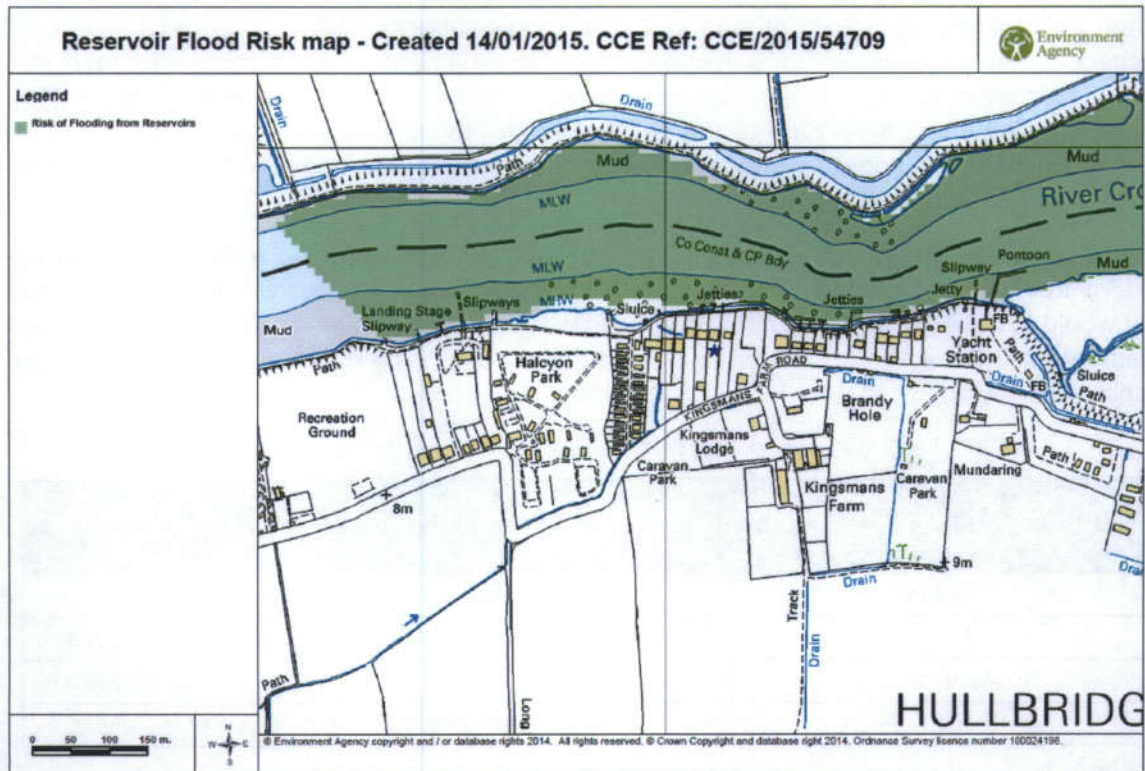 Reservoir Flood Risk map - Created 14/01/2015. CCE Ref: CCE/2015/54709
Environment
Agency
Legend
Risk of Flooding from Reservoirs
Drain
Drain
Path
Mud
Mud
MLW
River Cr
Co Const & CP Bdy
MLW
Slipway
Pontoon
Mud
Landing Stage
Slipway
Slipways
MHW
Sluice
Jetties
Jetties
Jetty
FB
Mud
Path
Yacht
Station
Path
Sluice
Path
Drain
FB
Halcyon
Park
Recreation
Ground
KINGSMANS FARM ROAD
Drain
Brandy
Hole
Kingsmans
Lodge
Caravan
Park
Kingsmans
Farm
Caravan
Park
Mundaring
Path
8m
9m
Drain
Track
Drain
Path
Long
HULLBRIDG
0 50 100 150 m.
N
W E
S
© Environment Agency copyright and / or database rights 2014. All rights reserved. © Crown Copyright and database right 2014. Ordnance Survey licence number 100024198.